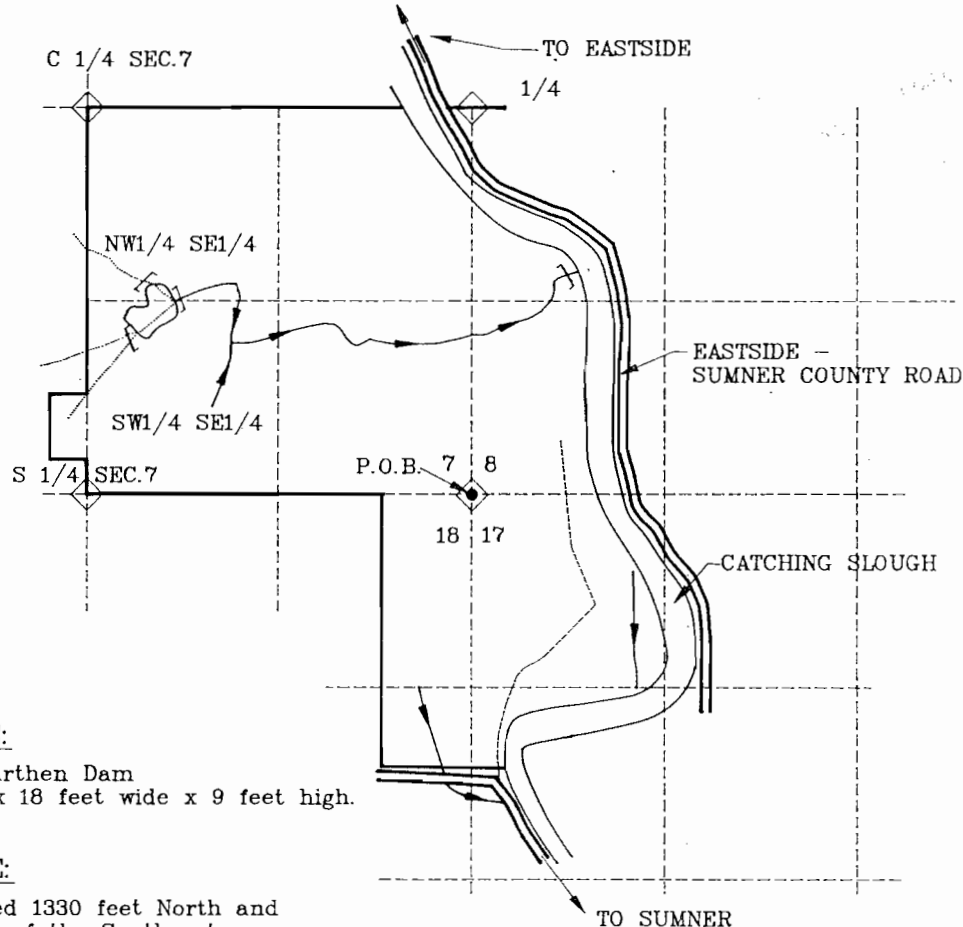 TO EASTSIDE
C 1/4 SEC.7
1/4
NW1/4 SE1/4
EASTSIDE -
SUMNER COUNTY ROAD
SW1/4 SE1/4
S 1/4 SEC.7
P.O.B.
7 8
18 17
CATCHING SLOUGH
Dam
x 18 feet wide x 9 feet high.
1330 feet North and
TO SUMNER